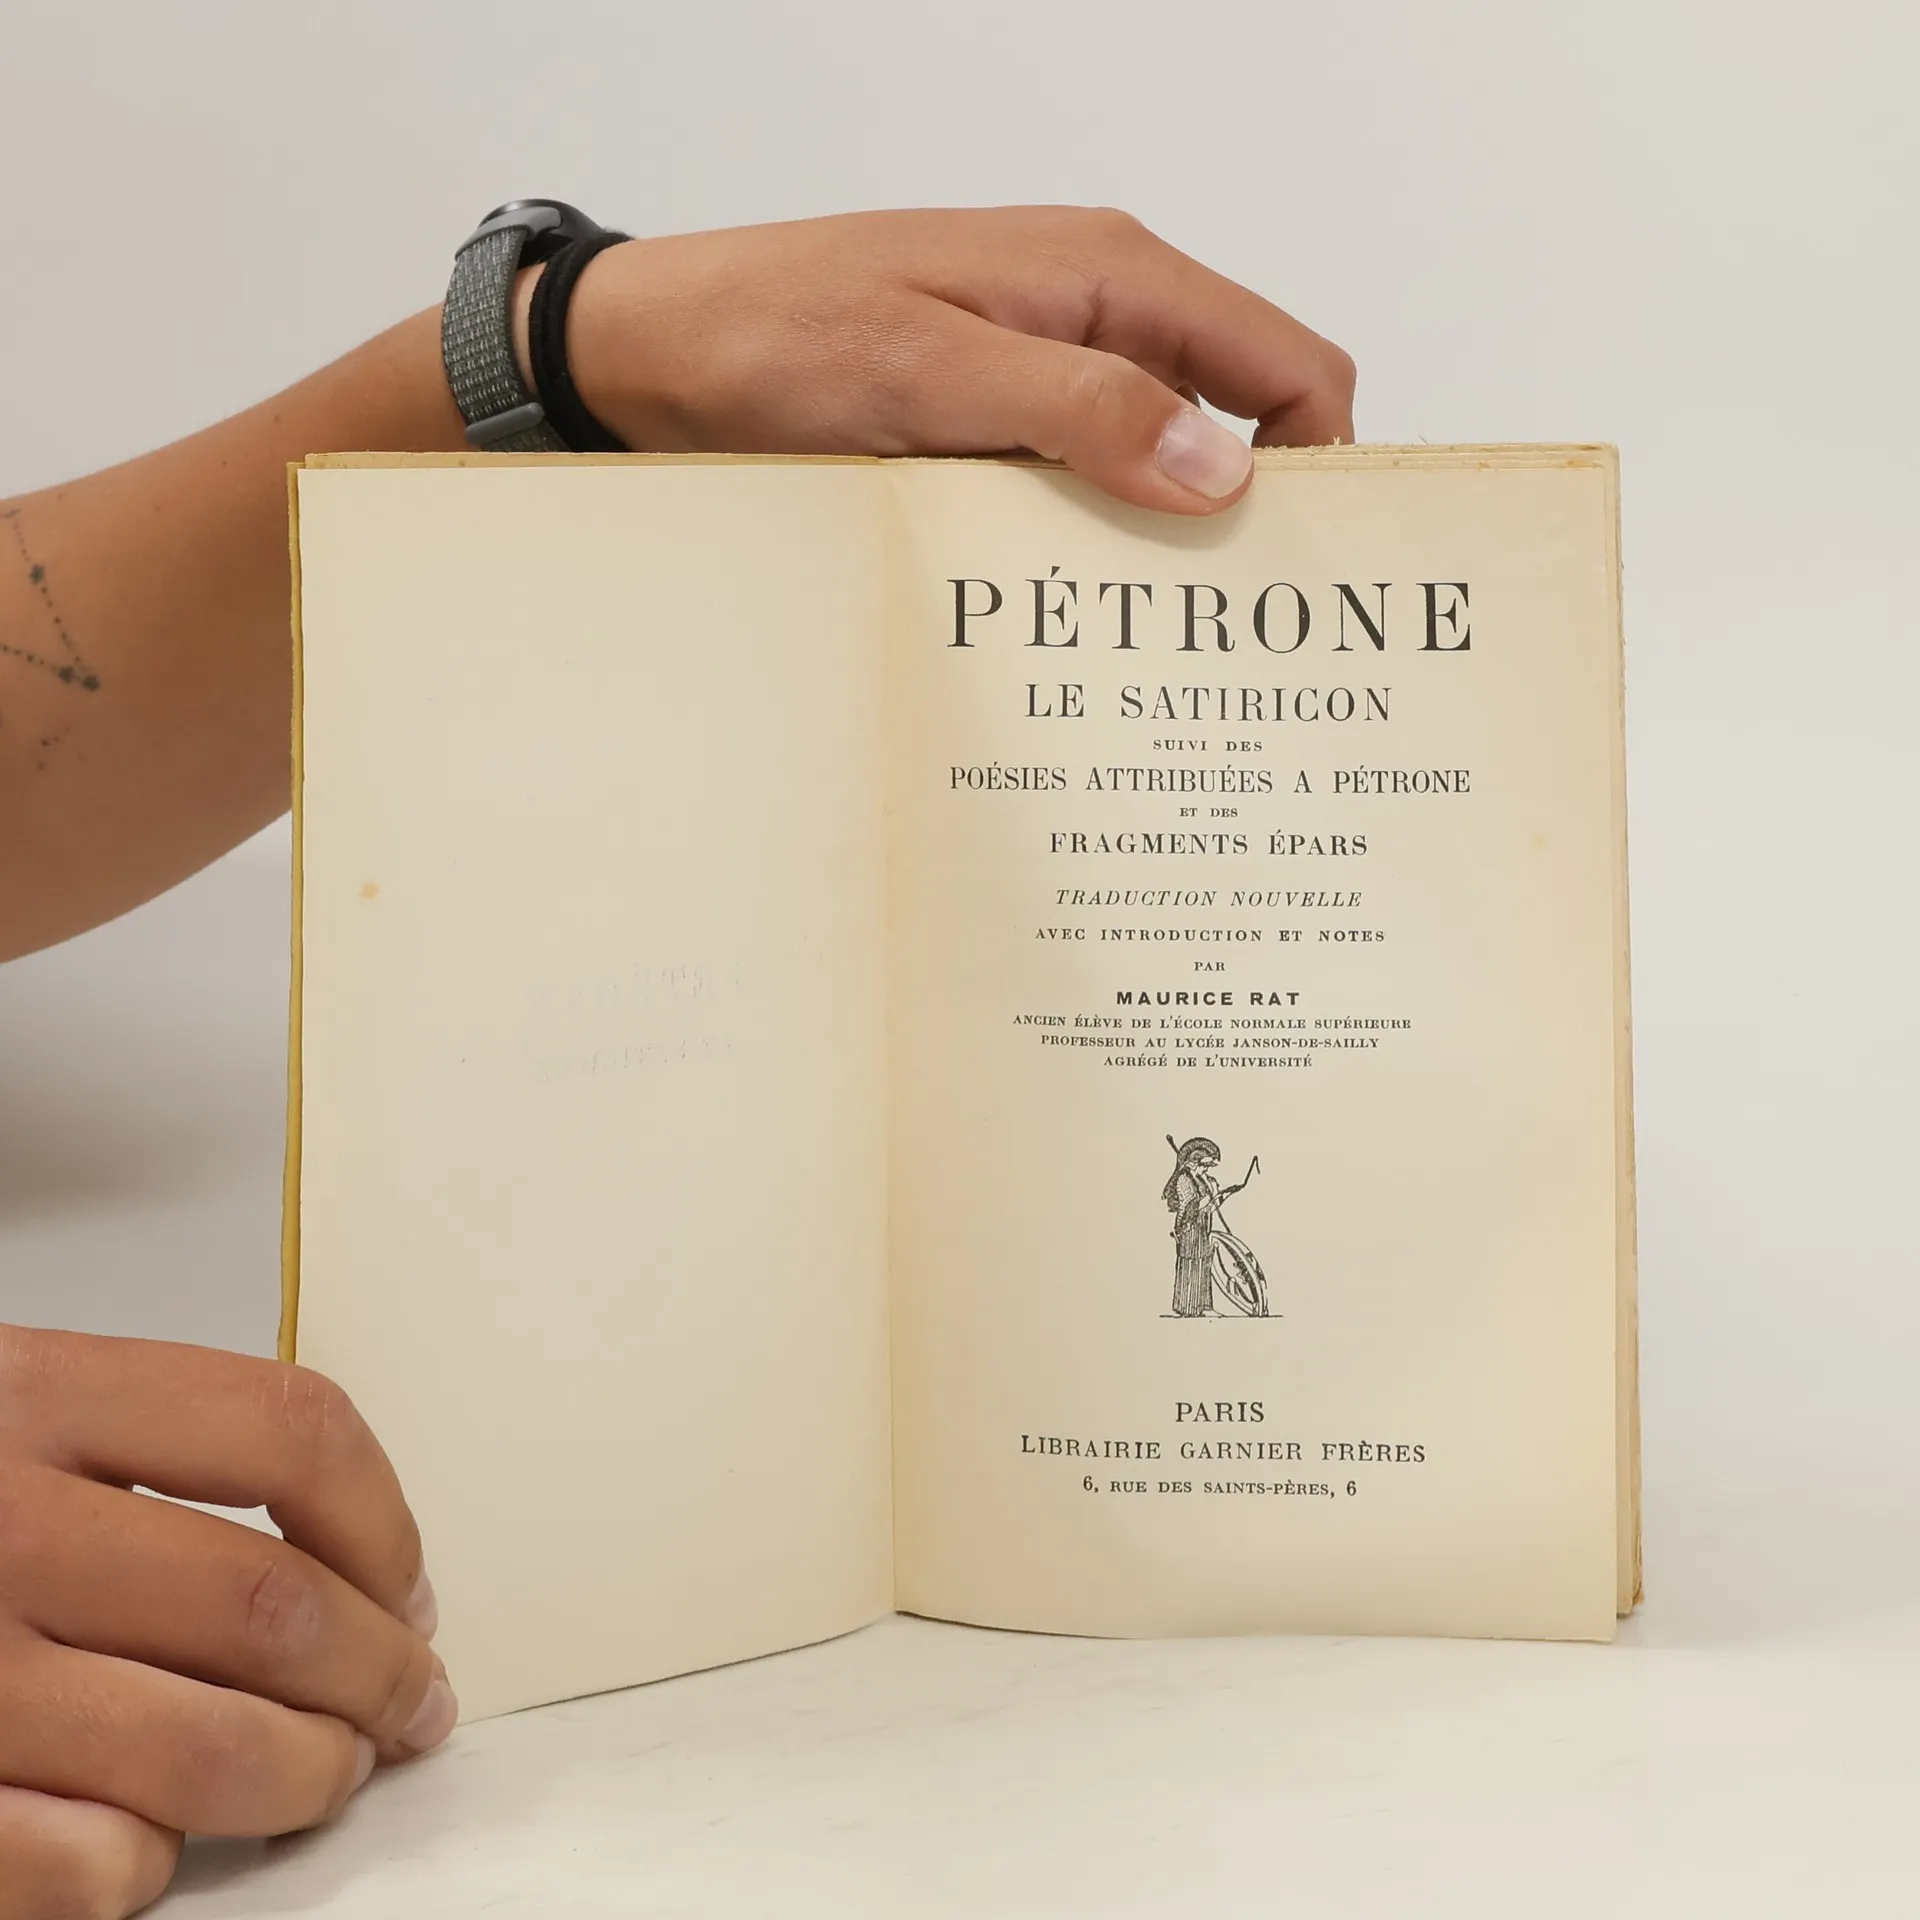 PÉTRONE
LE SATIRICON
SUIVI DES
POÉSIES ATTRIBUÉES A PÉTRONE
ET DES
FRAGMENTS ÉPARS
TRADUCTION NOUVELLE
AVEC INTRODUCTION ET NOTES
PAR
MAURICE RAT
ANCIEN ÉLÈVE DE L'ÉCOLE NORMALE SUPÉRIEURE
PROFESSEUR AU LYCÉE JANSON-DE-SAILLY
AGRÉGÉ DE L'UNIVERSITÉ
PARIS
LIBRAIRIE GARNIER FRÈRES
6, RUE DES SAINTS-PÈRES, 6